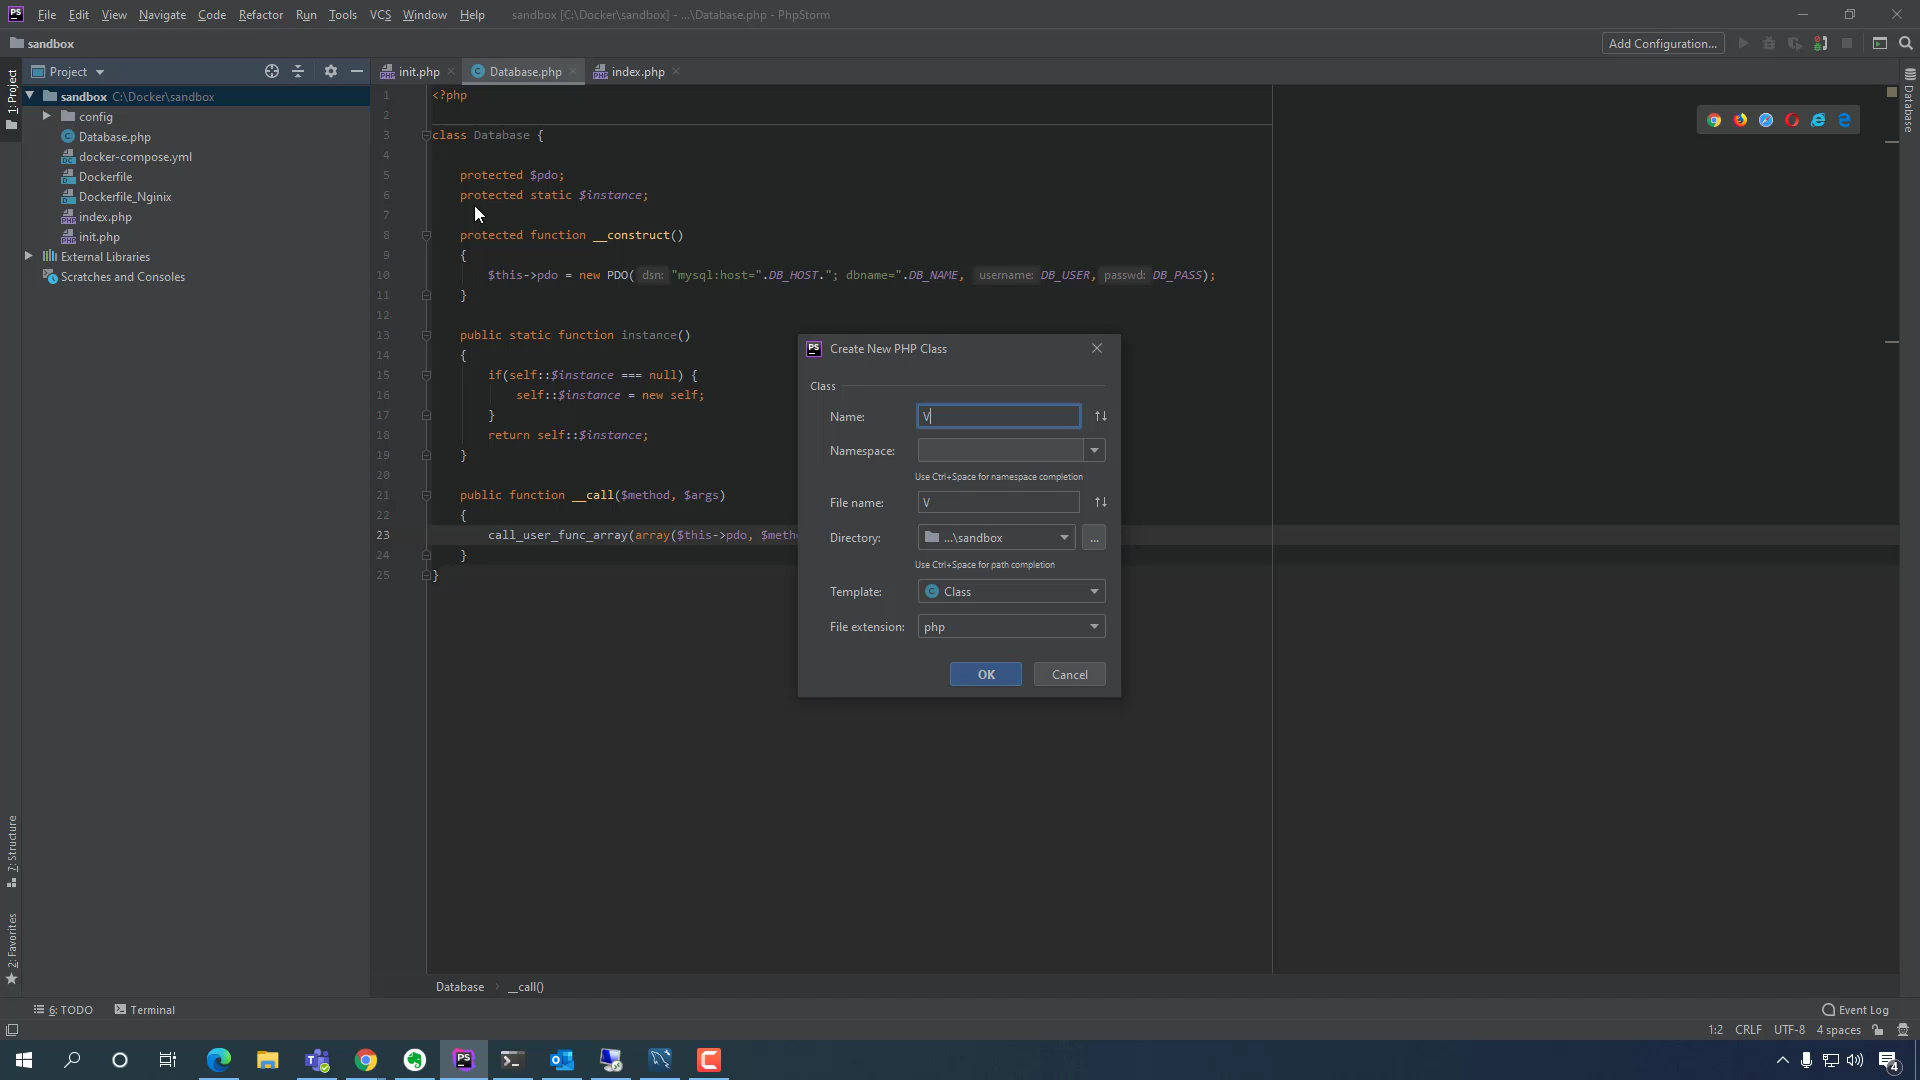 PS File Edit View Navigate Code Refactor Run Tools VCS Window Help sandbox [C:\Docker\sandbox] - ...\Database.php - PhpStorm
sandbox Add Configuration...
1: Project
Project
init.php
Database.php
index.php
sandbox C:\Docker\sandbox
config
Database.php
docker-compose.yml
Dockerfile
Dockerfile_Nginix
index.php
init.php
External Libraries
Scratches and Consoles
1 <?php
2
3 class Database {
4
5 protected $pdo;
6 protected static $instance;
7
8 protected function __construct()
9 {
10 $this->pdo = new PDO( dsn: "mysql:host=".DB_HOST."; dbname=".DB_NAME, username: DB_USER, passwd: DB_PASS);
11 }
12
13 public static function instance()
14 {
15 if(self::$instance === null) {
16 self::$instance = new self;
17 }
18 return self::$instance;
19 }
20
21 public function __call($method, $args)
22 {
23 call_user_func_array(array($this->pdo, $metho
24 }
25 }
PS Create New PHP Class
Class
Name: V
Namespace:
Use Ctrl+Space for namespace completion
File name: V
Directory: ...\sandbox ...
Use Ctrl+Space for path completion
Template: C Class
File extension: php
OK Cancel
Database
7: Structure
2: Favorites
Database › __call()
6: TODO Terminal Event Log
1:2 CRLF UTF-8 4 spaces
PS
4